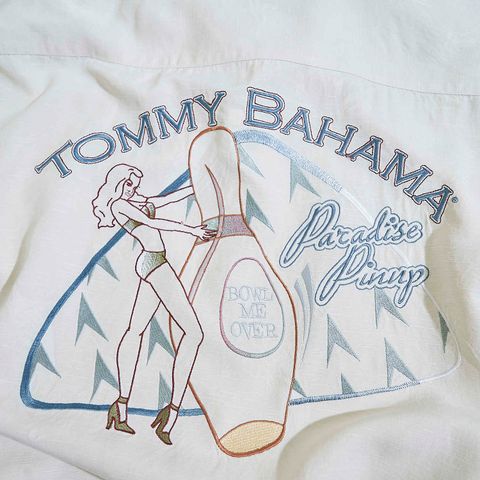 TOMMY BAHAMA®
Paradise
Pinup
BOWL
ME
OVER